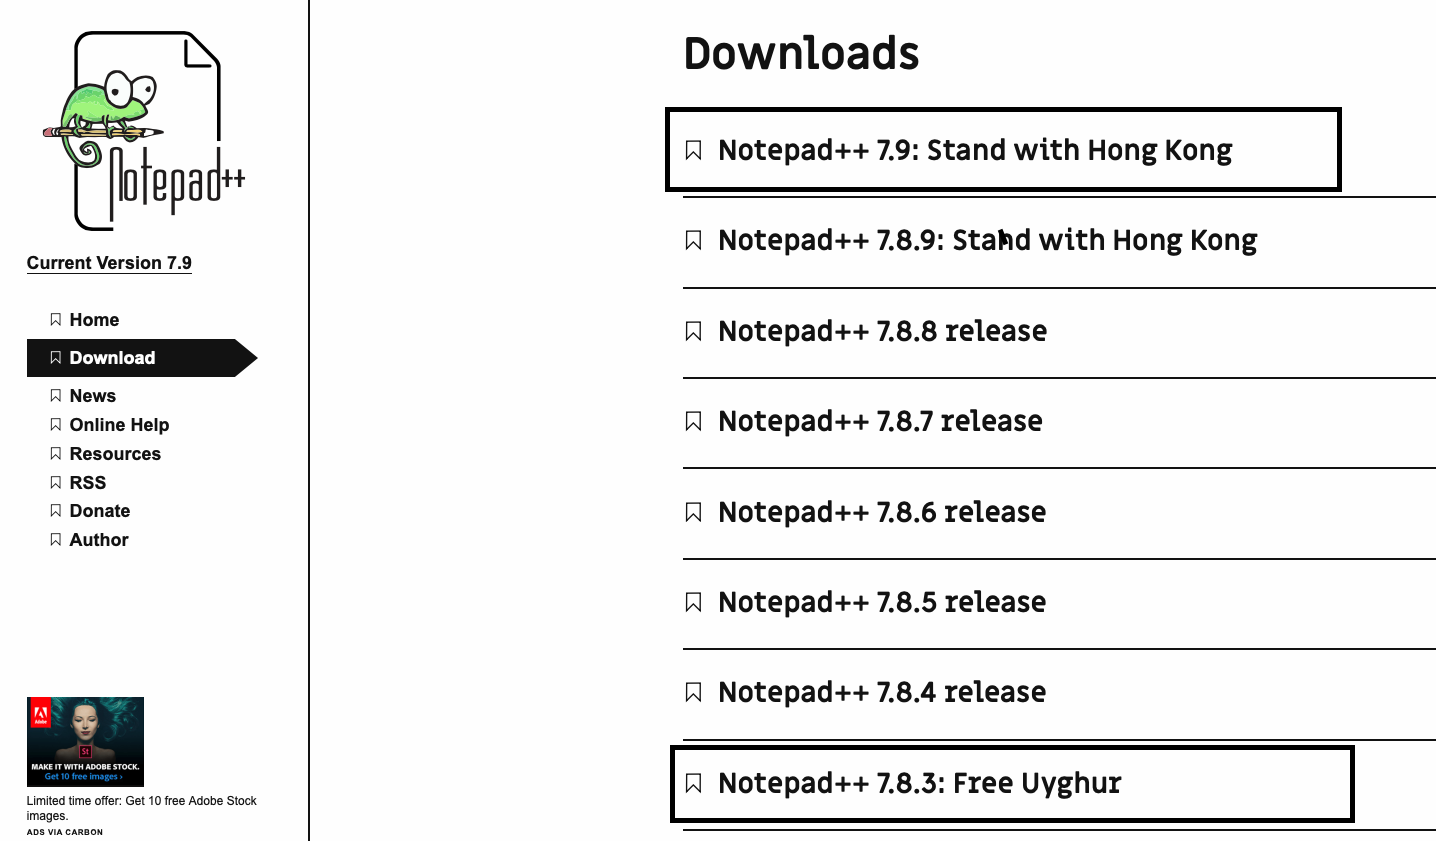 Notepad++
Current Version 7.9
Home
Download
News
Online Help
Resources
RSS
Donate
Author
Adobe
St
MAKE IT WITH ADOBE STOCK.
Get 10 free images ›
Limited time offer: Get 10 free Adobe Stock
images.
ADS VIA CARBON
Downloads
Notepad++ 7.9: Stand with Hong Kong
Notepad++ 7.8.9: Stand with Hong Kong
Notepad++ 7.8.8 release
Notepad++ 7.8.7 release
Notepad++ 7.8.6 release
Notepad++ 7.8.5 release
Notepad++ 7.8.4 release
Notepad++ 7.8.3: Free Uyghur